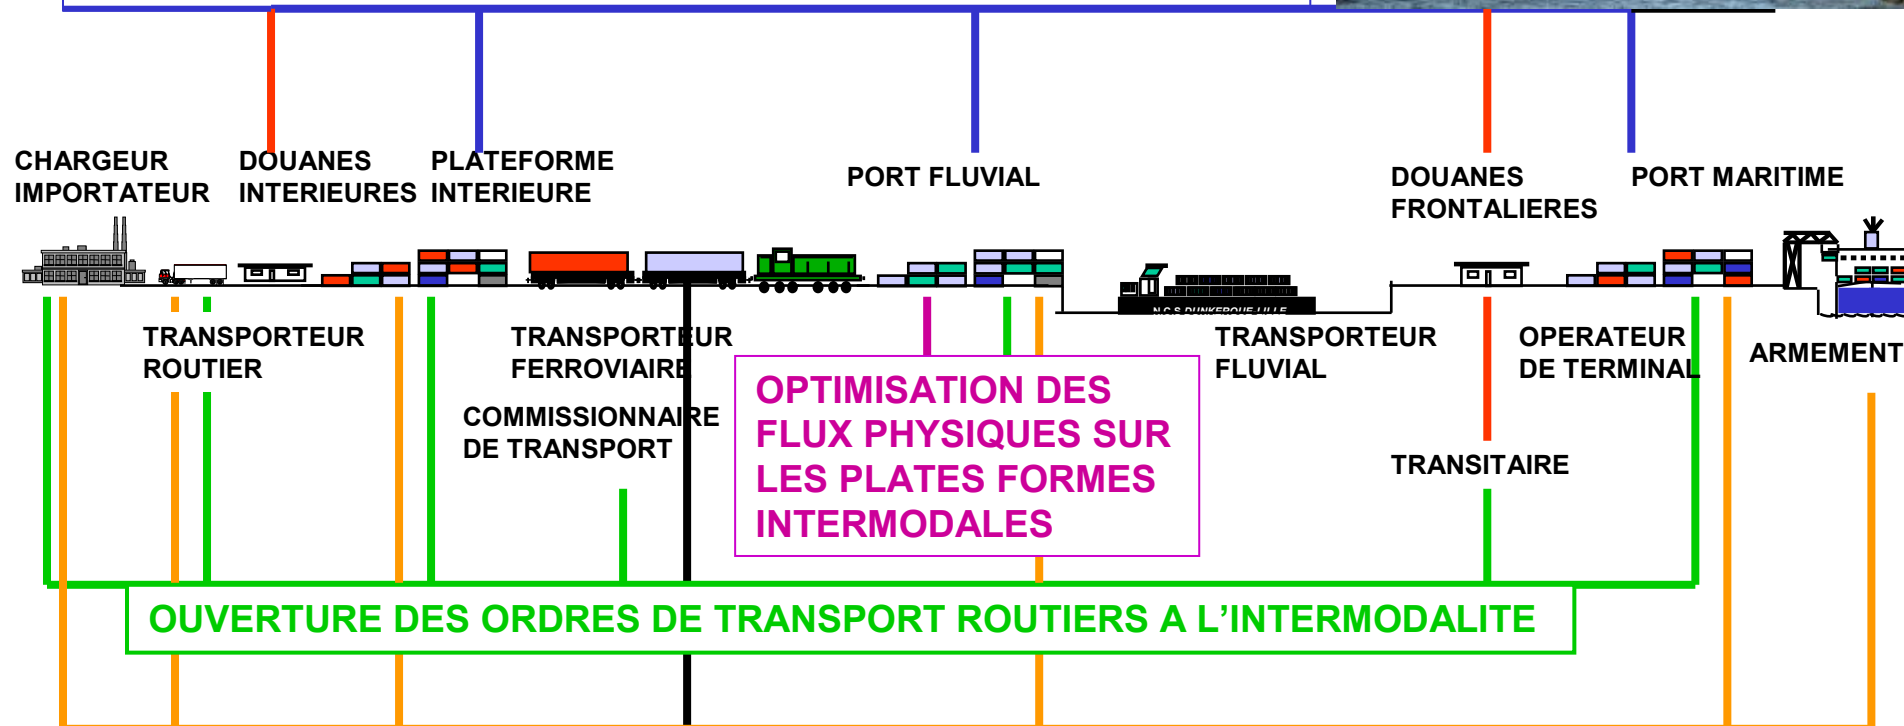 CHARGEUR
IMPORTATEUR
DOUANES
INTERIEURES
PLATEFORME
INTERIEURE
PORT FLUVIAL
DOUANES
FRONTALIERES
PORT MARITIME
N.C.S DUNKERQUE-LILLE
TRANSPORTEUR
ROUTIER
TRANSPORTEUR
FERROVIAIRE
COMMISSIONNAIRE
DE TRANSPORT
OPTIMISATION DES
FLUX PHYSIQUES SUR
LES PLATES FORMES
INTERMODALES
TRANSPORTEUR
FLUVIAL
TRANSITAIRE
OPERATEUR
DE TERMINAL
ARMEMENT
OUVERTURE DES ORDRES DE TRANSPORT ROUTIERS A L’INTERMODALITE